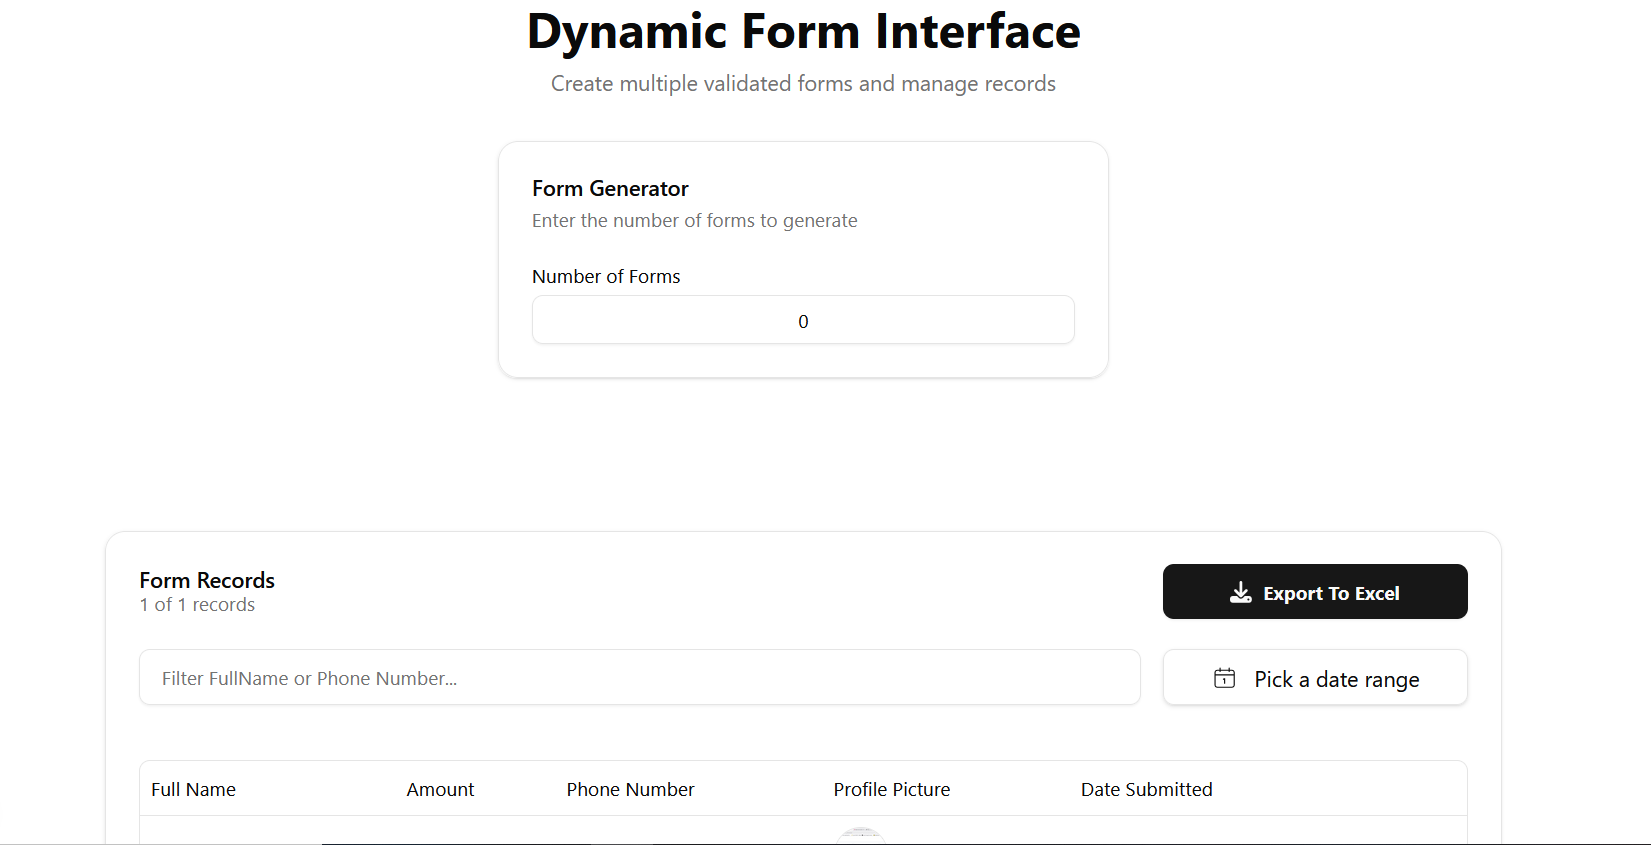 Dynamic Form Interface
Create multiple validated forms and manage records
Form Generator
Enter the number of forms to generate
Number of Forms
0
Form Records
1 of 1 records
Export To Excel
Filter FullName or Phone Number...
1 Pick a date range
Full Name Amount Phone Number Profile Picture Date Submitted